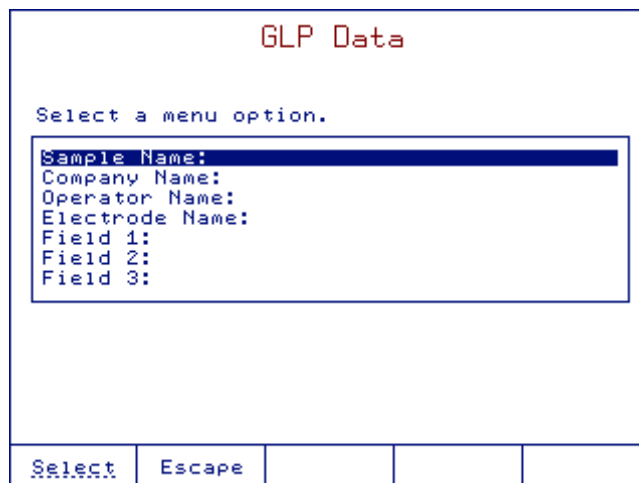 GLP Data
Select a menu option.
Sample Name:
Company Name:
Operator Name:
Electrode Name:
Field 1:
Field 2:
Field 3:
Select Escape